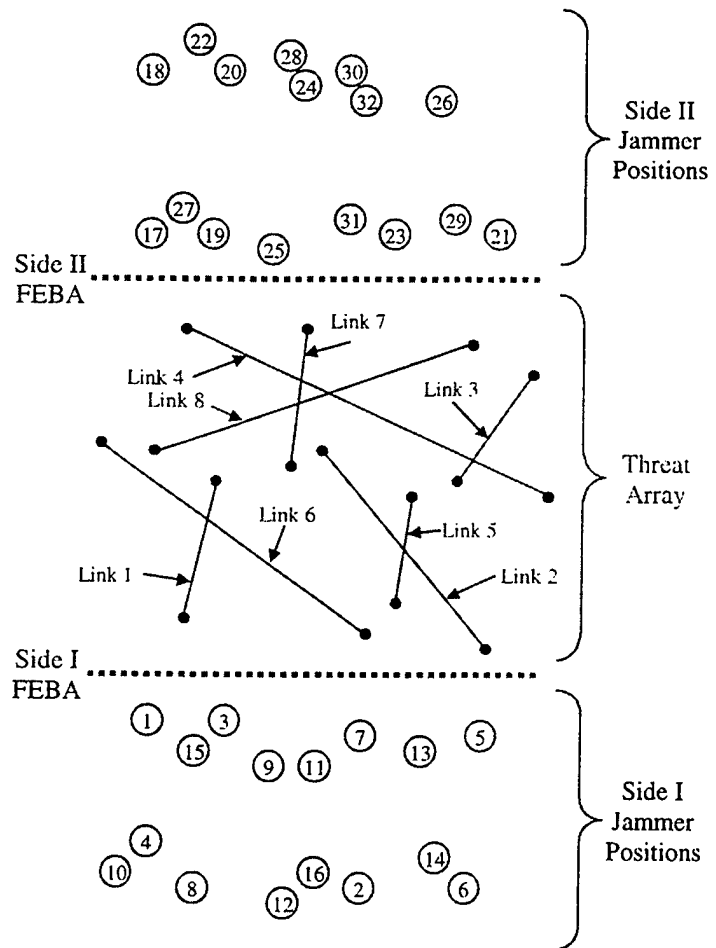 22
28
18
20
30
24
32
26
Side II
Jammer
Positions
27
31
29
17
19
23
21
25
Side II
FEBA
Link 7
Link 4
Link 8
Link 3
Threat
Array
Link 6
Link 5
Link 1
Link 2
Side I
FEBA
1
3
7
5
15
13
9
11
Side I
Jammer
Positions
4
14
10
16
8
2
6
12